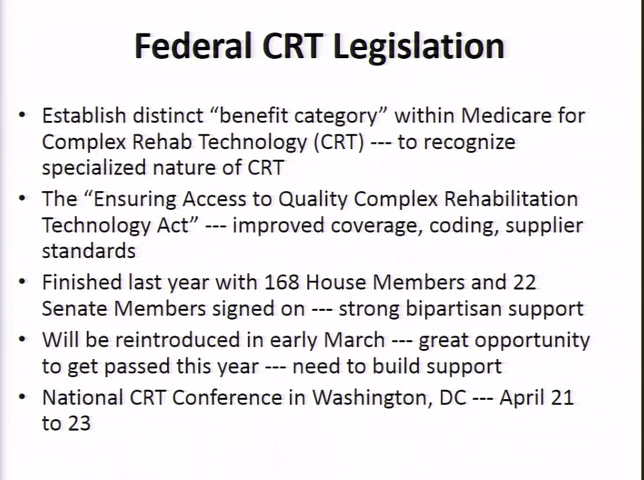 Federal CRT Legislation
• Establish distinct “benefit category” within Medicare for
Complex Rehab Technology (CRT) --- to recognize
specialized nature of CRT
• The “Ensuring Access to Quality Complex Rehabilitation
Technology Act” --- improved coverage, coding, supplier
standards
• Finished last year with 168 House Members and 22
Senate Members signed on --- strong bipartisan support
• Will be reintroduced in early March --- great opportunity
to get passed this year --- need to build support
• National CRT Conference in Washington, DC --- April 21
to 23